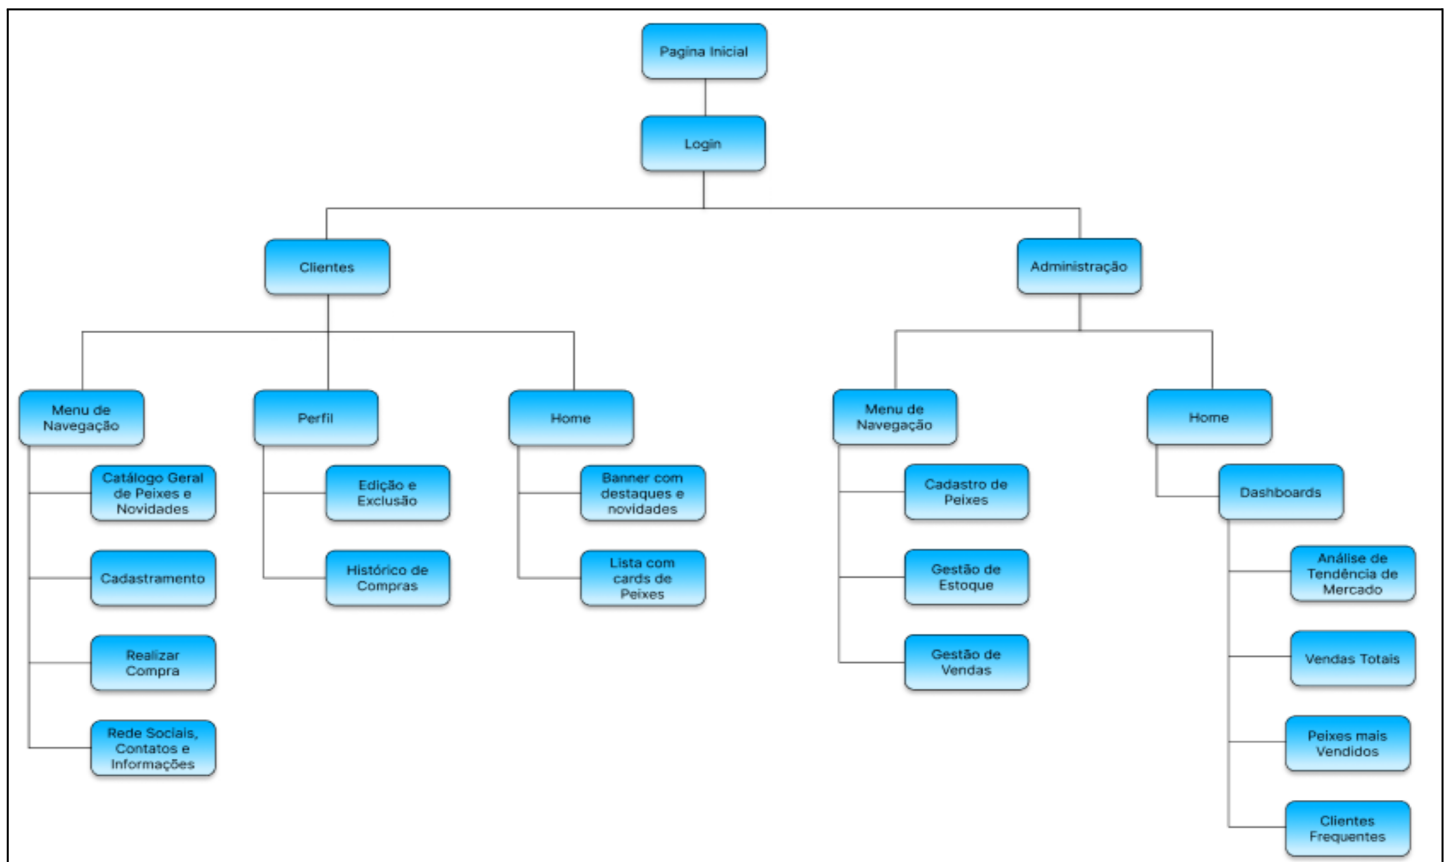 Pagina Inicial
Login
Clientes
Administração
Menu de
Navegação
Perfil
Home
Menu de
Navegação
Home
Catálogo Geral
de Peixes e
Novidades
Cadastramento
Realizar
Compra
Rede Sociais,
Contatos e
Informações
Edição e
Exclusão
Histórico de
Compras
Banner com
destaques e
novidades
Lista com
cards de
Peixes
Cadastro de
Peixes
Gestão de
Estoque
Gestão de
Vendas
Dashboards
Análise de
Tendência de
Mercado
Vendas Totais
Peixes mais
Vendidos
Clientes
Frequentes